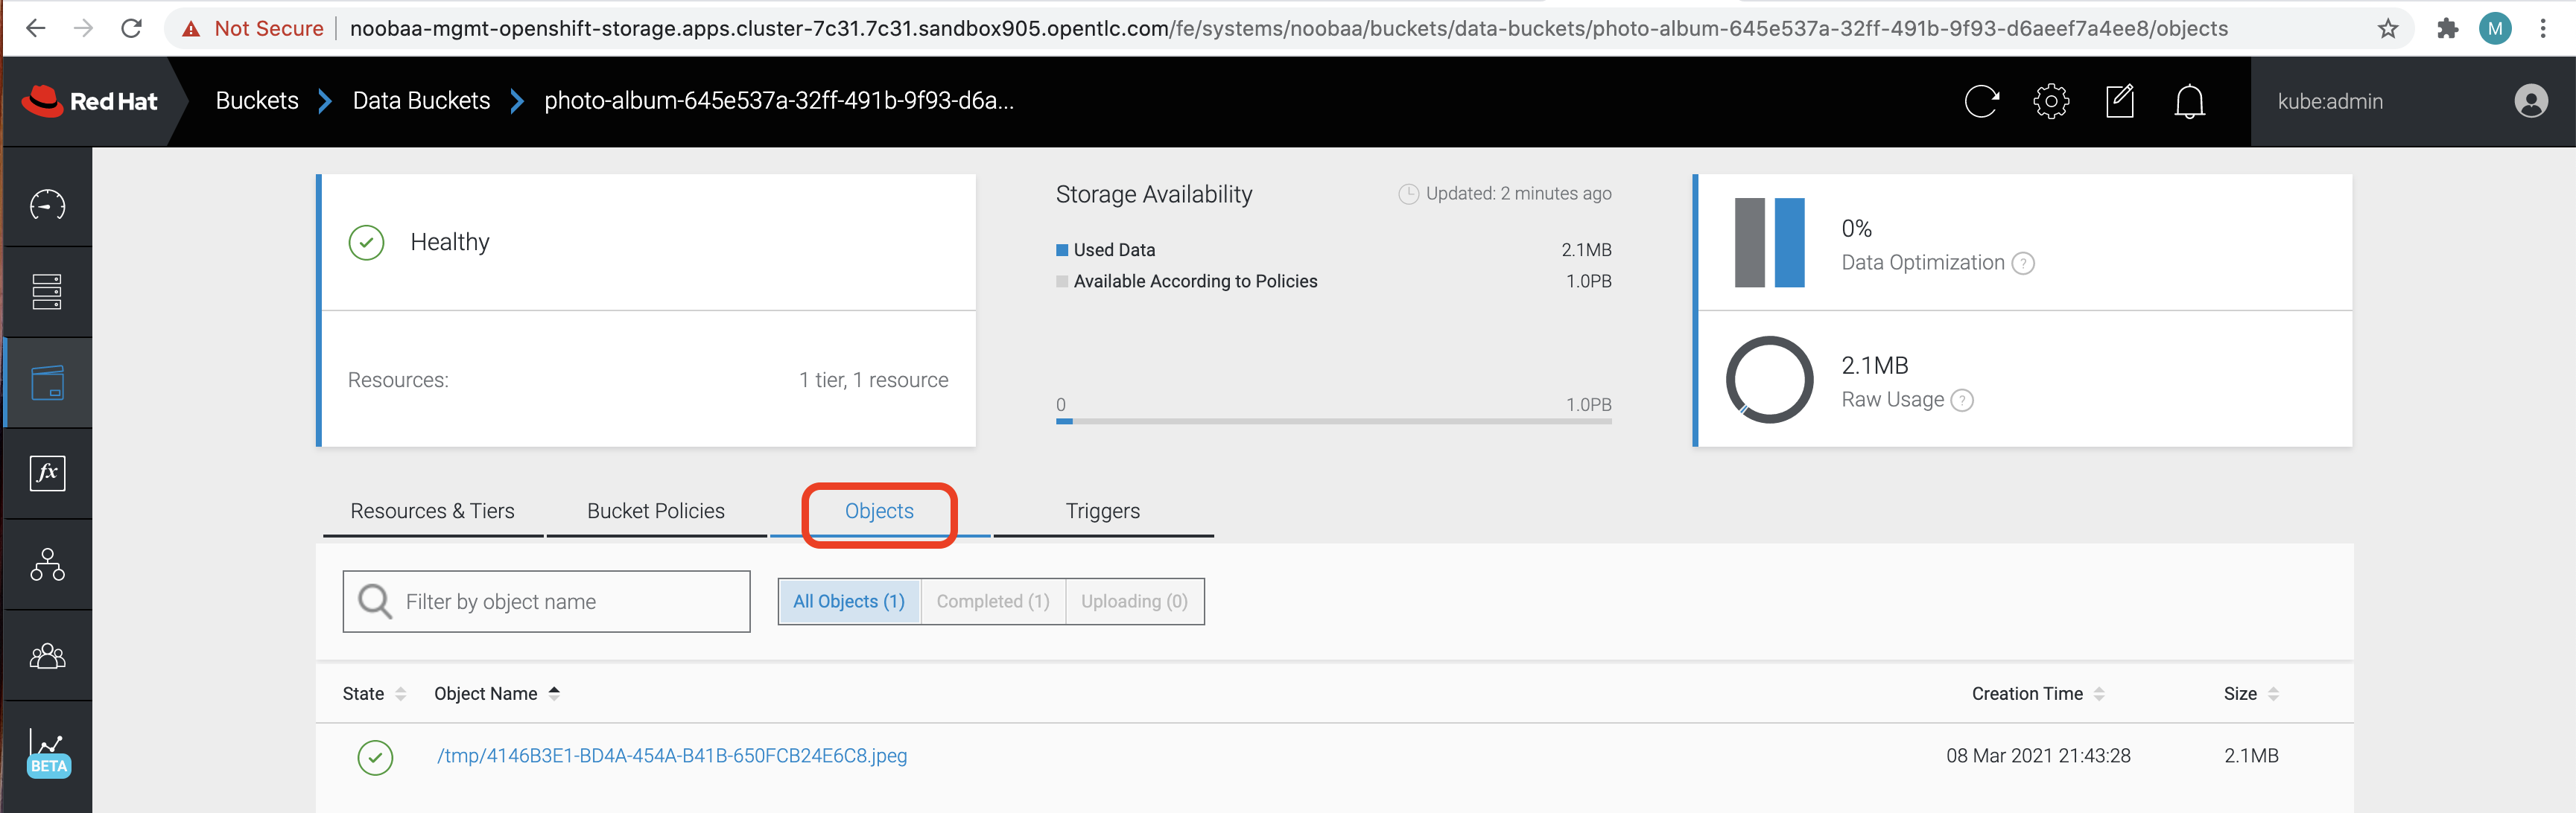 Not Secure noobaa-mgmt-openshift-storage.apps.cluster-7c31.7c31.sandbox905.opentlc.com/fe/systems/noobaa/buckets/data-buckets/photo-album-645e537a-32ff-491b-9f93-d6aeef7a4ee8/objects M
Red Hat Buckets Data Buckets photo-album-645e537a-32ff-491b-9f93-d6a... kube:admin
Healthy
Resources: 1 tier, 1 resource
Storage Availability Updated: 2 minutes ago
Used Data 2.1MB
Available According to Policies 1.0PB
0 1.0PB
0%
Data Optimization ?
2.1MB
Raw Usage ?
fx
BETA
Resources & Tiers Bucket Policies Objects Triggers
Filter by object name All Objects (1) Completed (1) Uploading (0)
State Object Name Creation Time Size
/tmp/4146B3E1-BD4A-454A-B41B-650FCB24E6C8.jpeg 08 Mar 2021 21:43:28 2.1MB